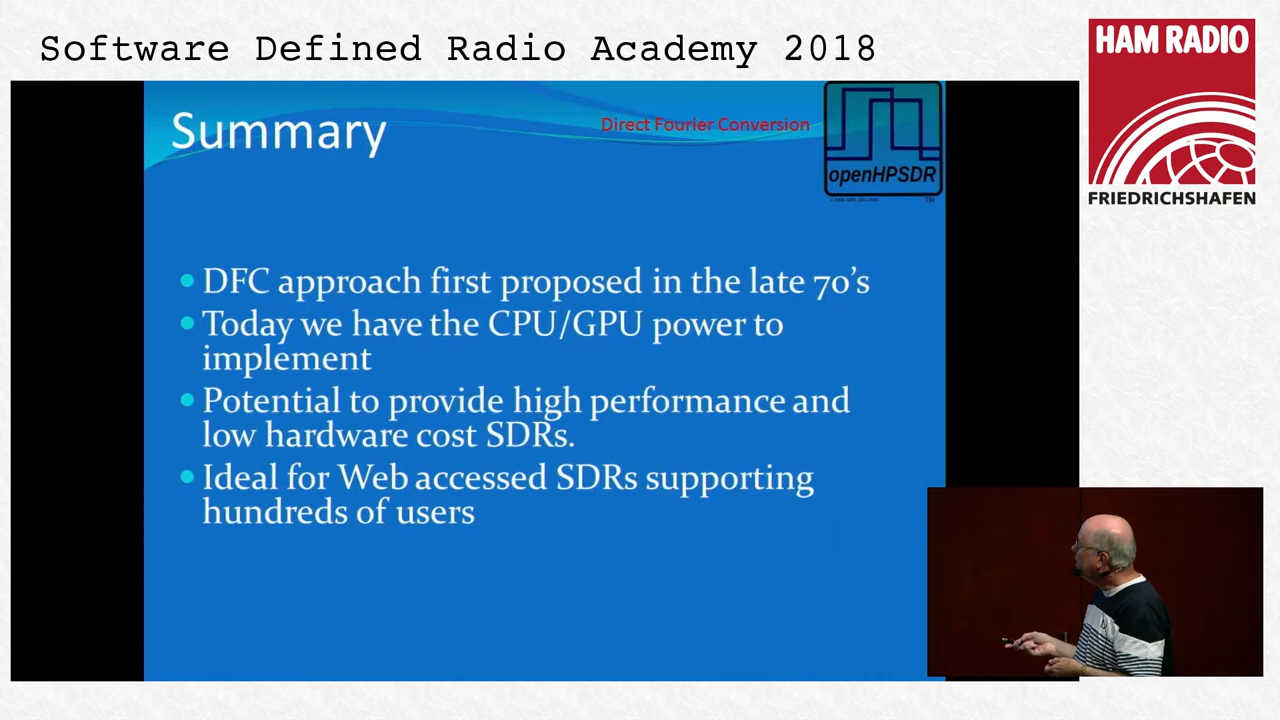 Software Defined Radio Academy 2018
HAM RADIO
FRIEDRICHSHAFEN
Summary
Direct Fourier Conversion
openHPSDR
TM
• DFC approach first proposed in the late 70's
• Today we have the CPU/GPU power to
implement
• Potential to provide high performance and
low hardware cost SDRs.
• Ideal for Web accessed SDRs supporting
hundreds of users